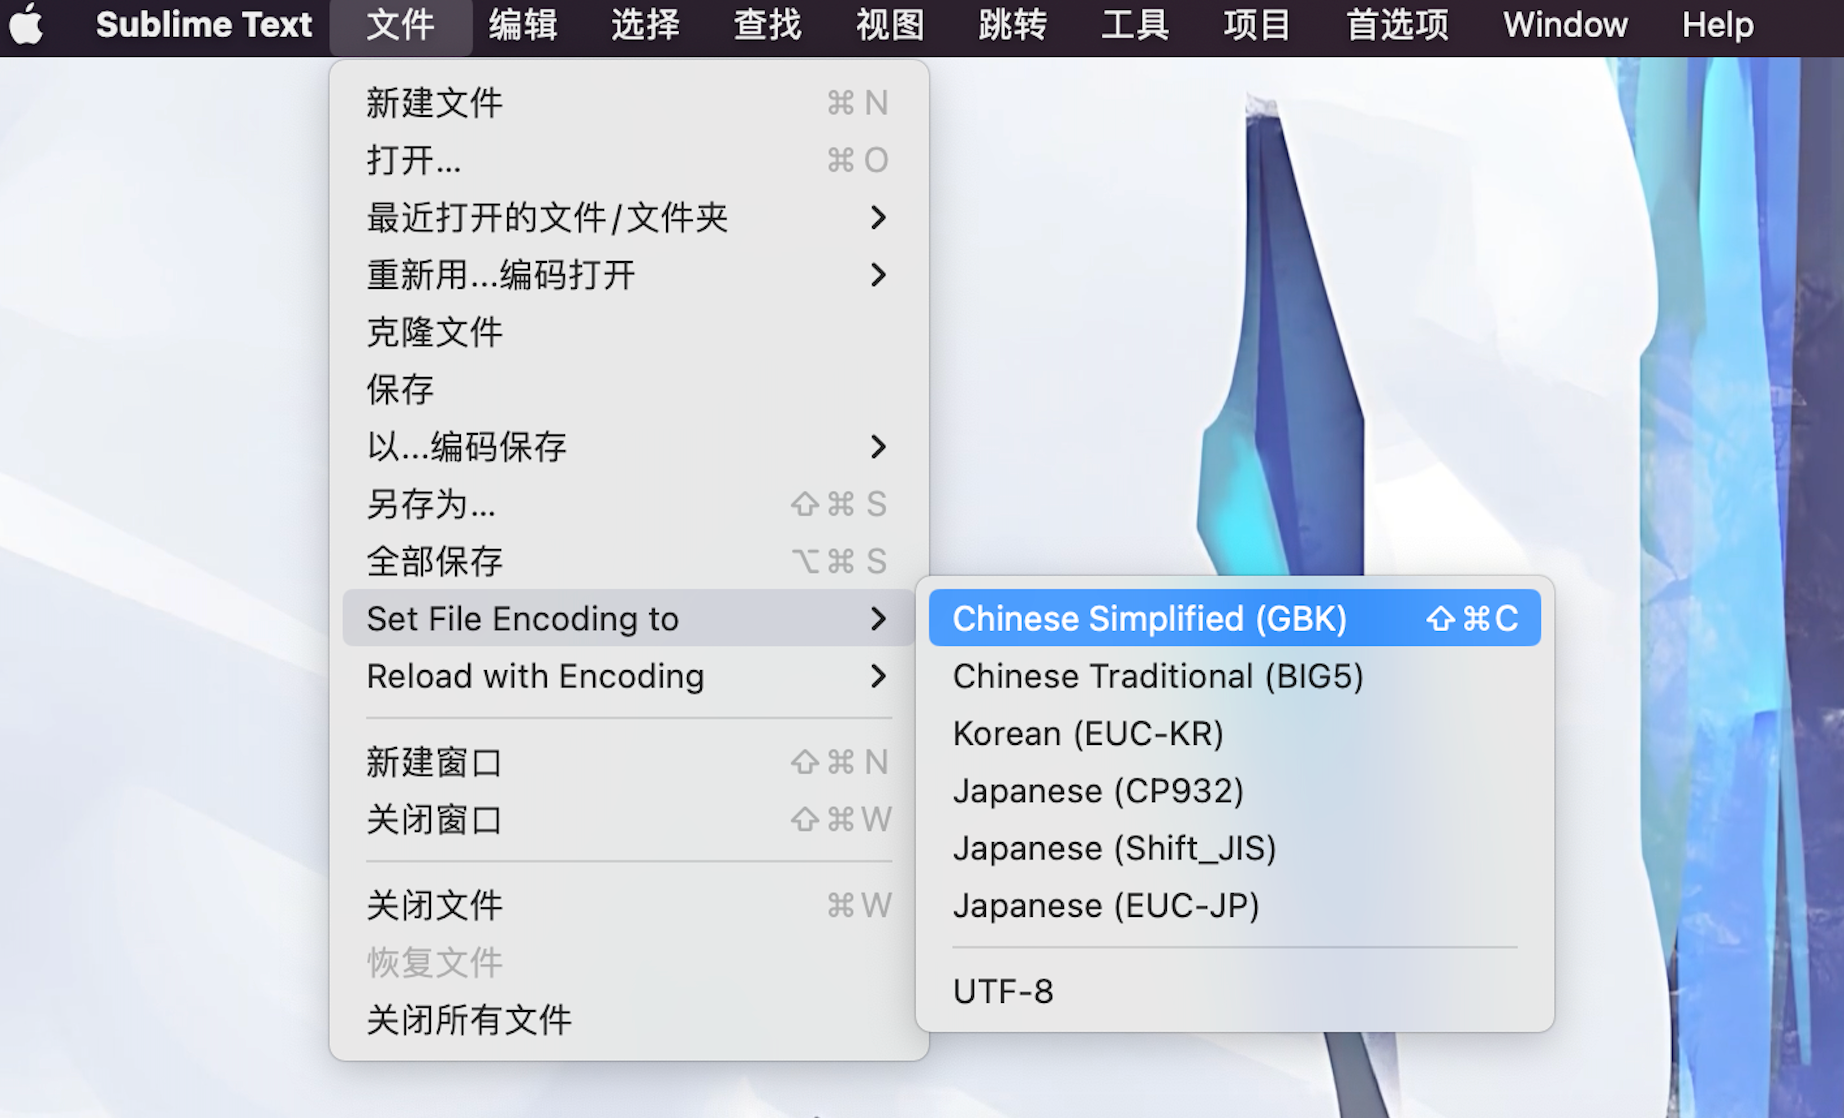 Sublime Text 文件 编辑 选择 查找 视图 跳转 工具 项目 首选项 Window Help
新建文件 ⌘ N
打开... ⌘ O
最近打开的文件/文件夹
重新用...编码打开
克隆文件
保存
以...编码保存
另存为... ⇧⌘ S
全部保存 ⌥⌘ S
Set File Encoding to
Reload with Encoding
新建窗口 ⇧⌘ N
关闭窗口 ⇧⌘ W
关闭文件 ⌘ W
恢复文件
关闭所有文件
Chinese Simplified (GBK) ⇧⌘C
Chinese Traditional (BIG5)
Korean (EUC-KR)
Japanese (CP932)
Japanese (Shift_JIS)
Japanese (EUC-JP)
UTF-8